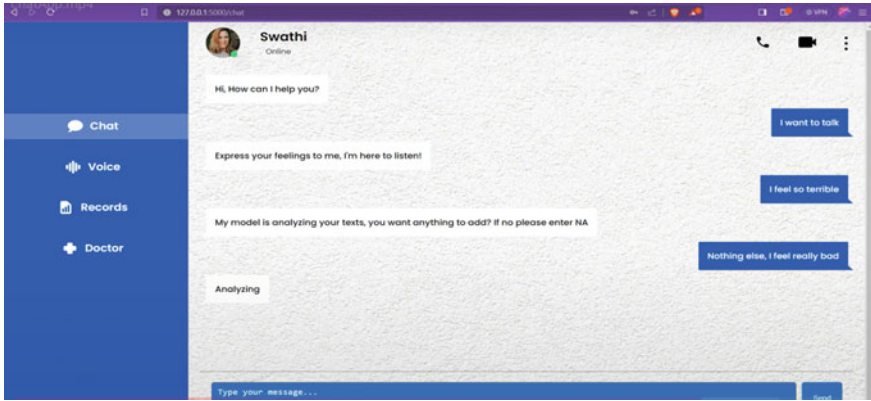 chatApp.mp4
127.0.0.1:5000/chat
VPN
Swathi
Online
Hi, How can I help you?
Chat
I want to talk
Express your feelings to me, I'm here to listen!
Voice
I feel so terrible
Records
My model is analyzing your texts, you want anything to add? If no please enter NA
Doctor
Nothing else, I feel really bad
Analyzing
Type your message...
Send